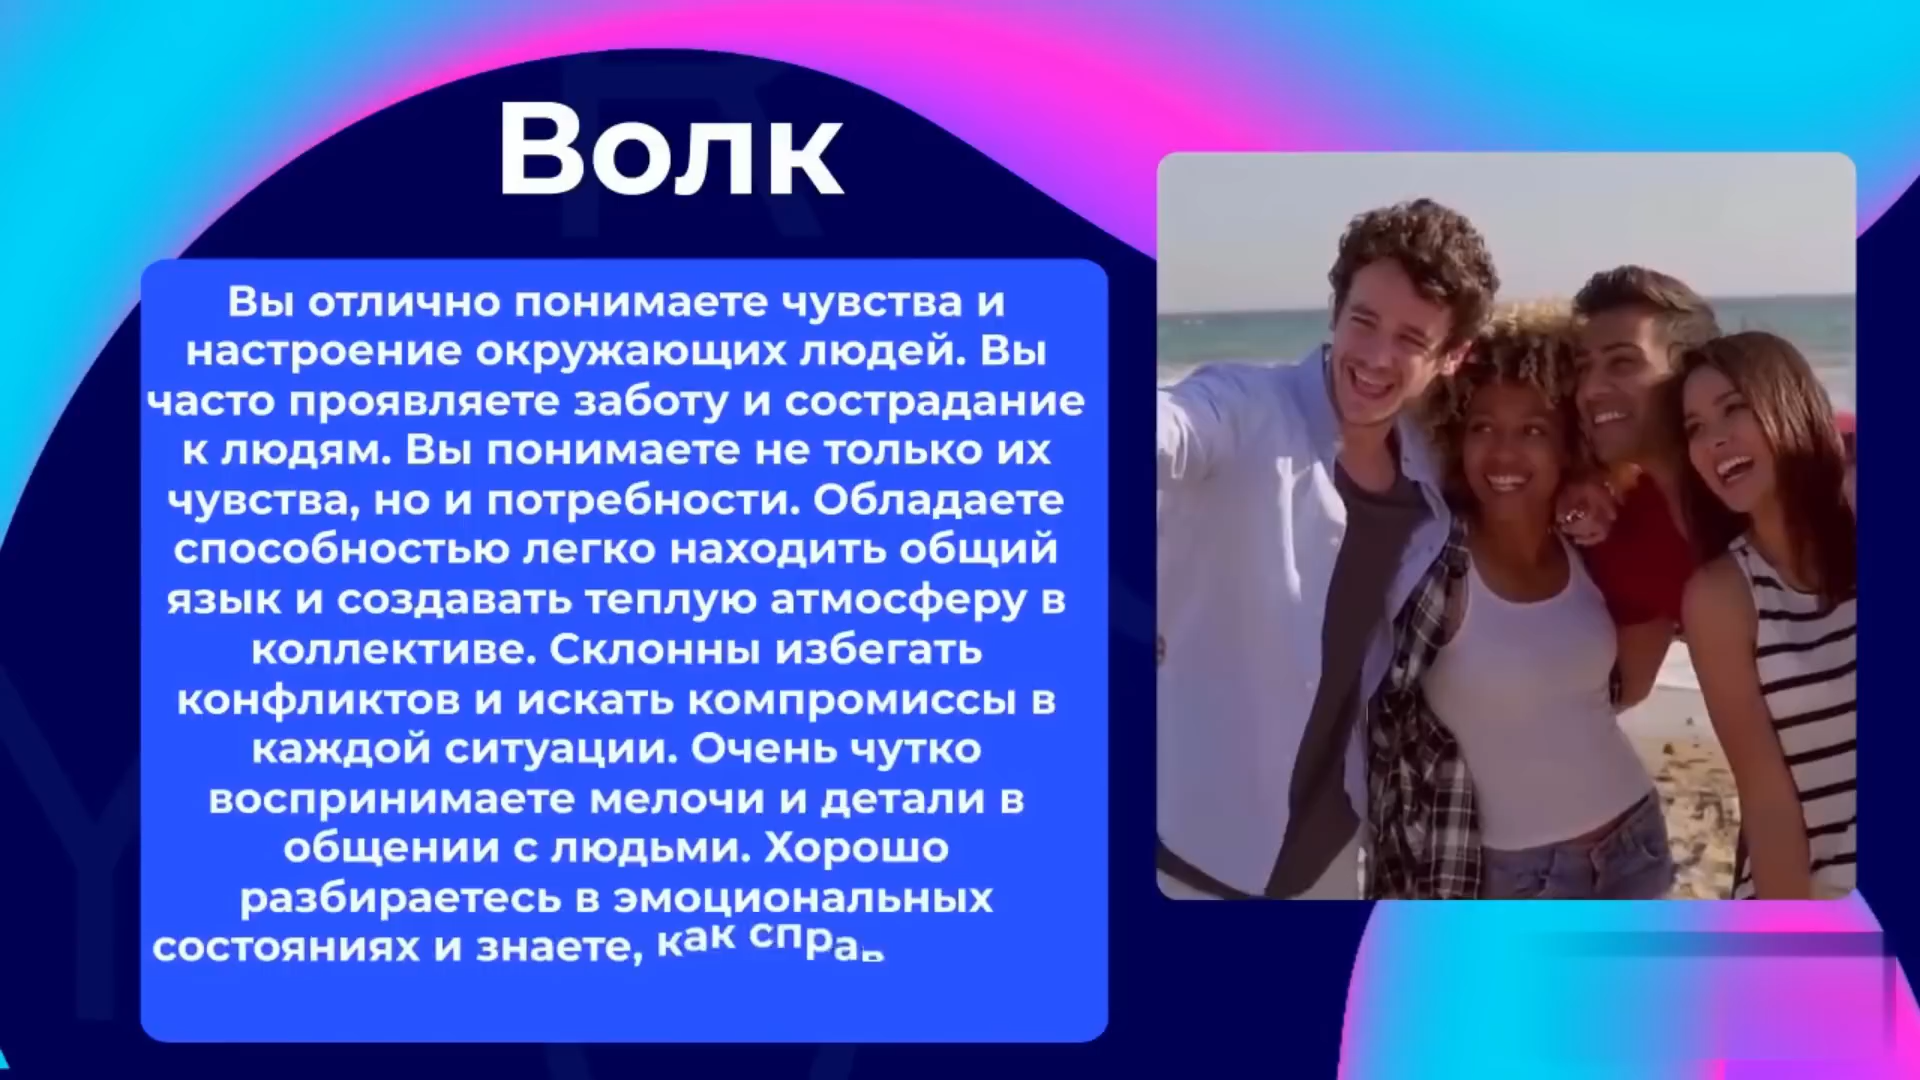 Волк
Вы отлично понимаете чувства и
настроение окружающих людей. Вы
часто проявляете заботу и сострадание
к людям. Вы понимаете не только их
чувства, но и потребности. Обладаете
способностью легко находить общий
язык и создавать теплую атмосферу в
коллективе. Склонны избегать
конфликтов и искать компромиссы в
каждой ситуации. Очень чутко
воспринимаете мелочи и детали в
общении с людьми. Хорошо
разбираетесь в эмоциональных
состояниях и знаете, как